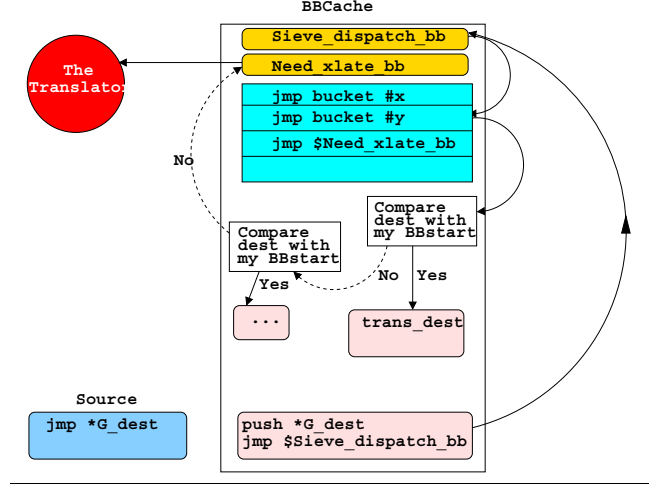 BBCache
Sieve_dispatch_bb
Need_xlate_bb
The
Translator
jmp bucket #x
jmp bucket #y
jmp $Need_xlate_bb
No
Compare
dest with
my BBstart
Compare
dest with
my BBstart
No
Yes
Yes
...
trans_dest
Source
jmp *G_dest
push *G_dest
jmp $Sieve_dispatch_bb